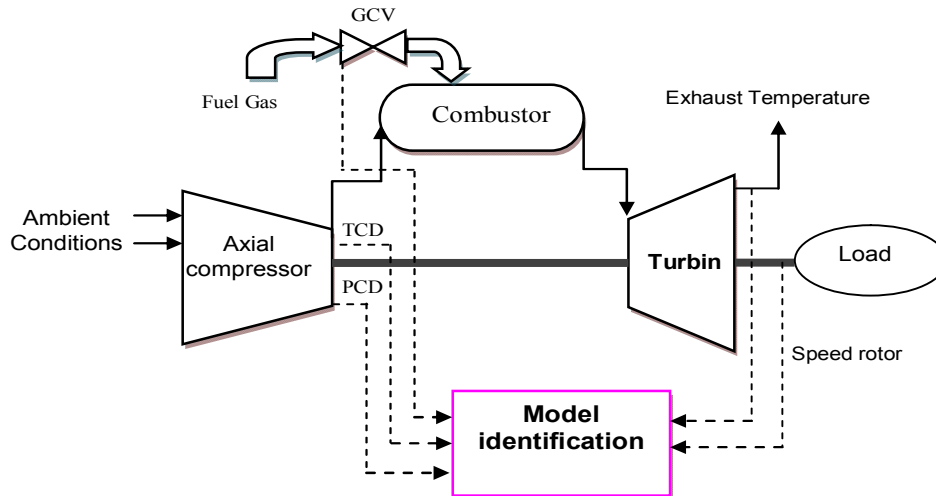 GCV
Fuel Gas
Combustor
Exhaust Temperature
Ambient
Conditions
Axial
compressor
TCD
PCD
Turbin
Load
Speed rotor
Model
identification